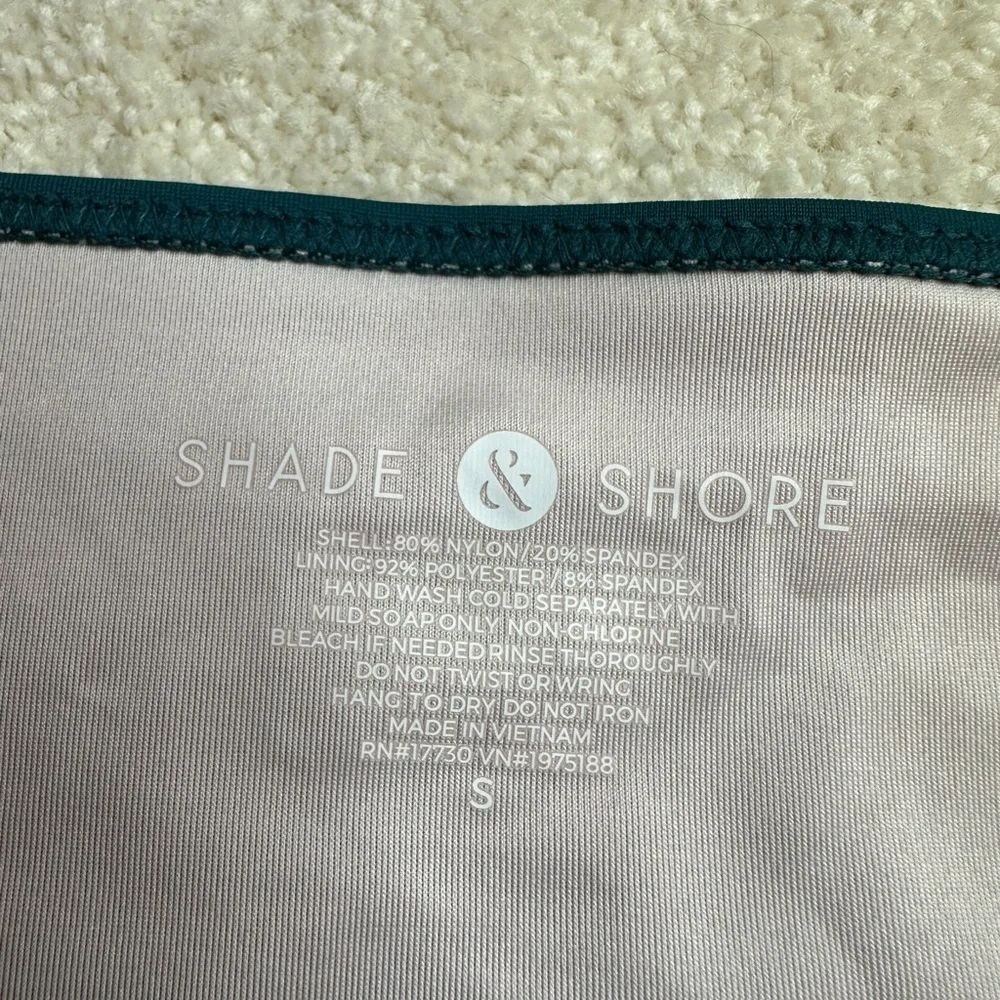 SHADE & SHORE
SHELL: 80% NYLON / 20% SPANDEX
LINING: 92% POLYESTER / 8% SPANDEX
HAND WASH COLD SEPARATELY WITH
MILD SOAP ONLY NON-CHLORINE
BLEACH IF NEEDED RINSE THOROUGHLY
DO NOT TWIST OR WRING
HANG TO DRY DO NOT IRON
MADE IN VIETNAM
RN#17730 VN#1975188
S